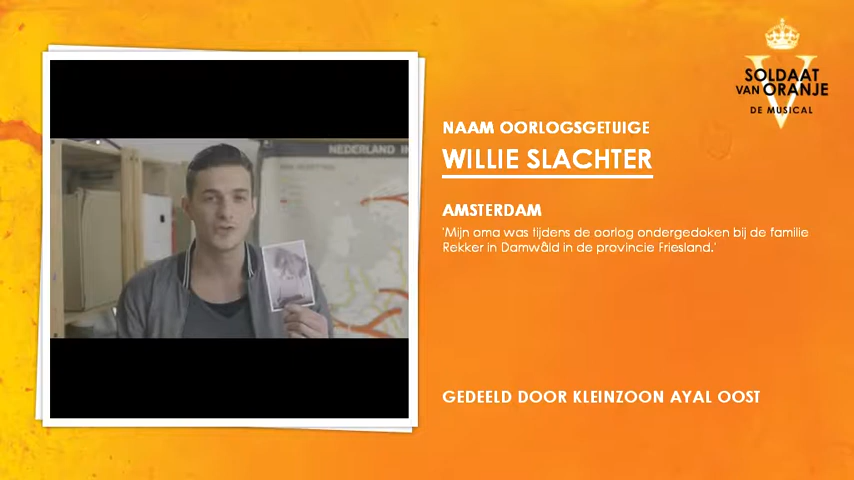 SOLDAAT
VAN ORANJE
DE MUSICAL
NAAM OORLOGSGETUIGE
WILLIE SLACHTER
AMSTERDAM
'Mijn oma was tijdens de oorlog ondergedoken bij de familie
Rekker in Damwâld in de provincie Friesland.'
GEDEELD DOOR KLEINZOON AYAL OOST
NEDERLAND IN